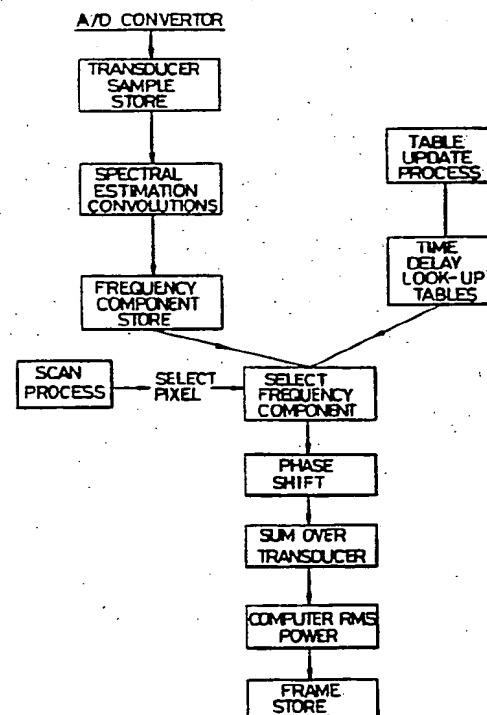 A/D CONVERTOR
TRANSDUCER
SAMPLE
STORE
SPECTRAL
ESTIMATION
CONVOLUTIONS
FREQUENCY
COMPONENT
STORE
TABLE
UPDATE
PROCESS
TIME
DELAY
LOOK-UP
TABLES
SCAN
PROCESS
SELECT
PIXEL
SELECT
FREQUENCY
COMPONENT
PHASE
SHIFT
SUM OVER
TRANSDUCER
COMPUTER RMS
POWER
FRAME
STORE